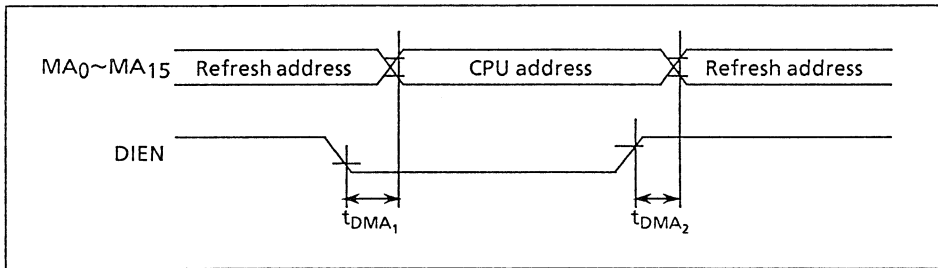 MA0~MA15 Refresh address CPU address Refresh address
DIEN
tDMA1 tDMA2